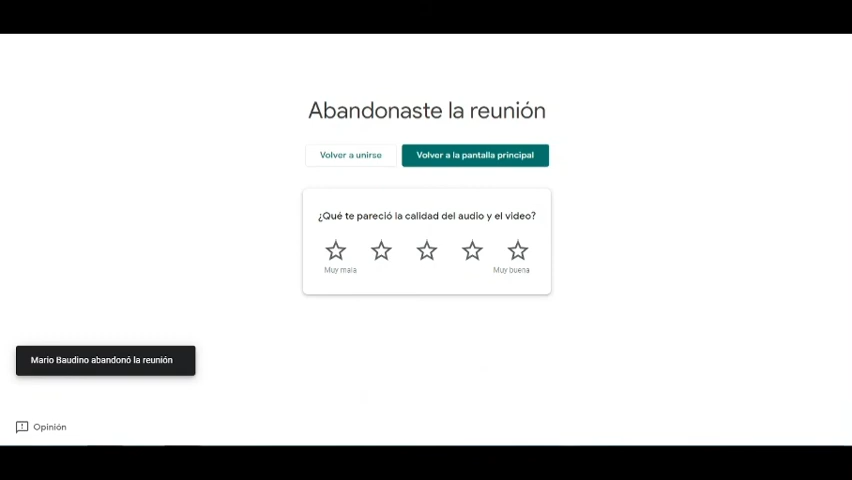 Abandonaste la reunión
Volver a unirse
Volver a la pantalla principal
¿Qué te pareció la calidad del audio y el video?
Muy mala
Muy buena
Mario Baudino abandonó la reunión
Opinión